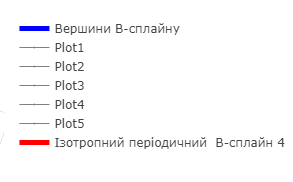 Вершини B-сплайну
Plot1
Plot2
Plot3
Plot4
Plot5
Ізотропний періодичний B-сплайн 4